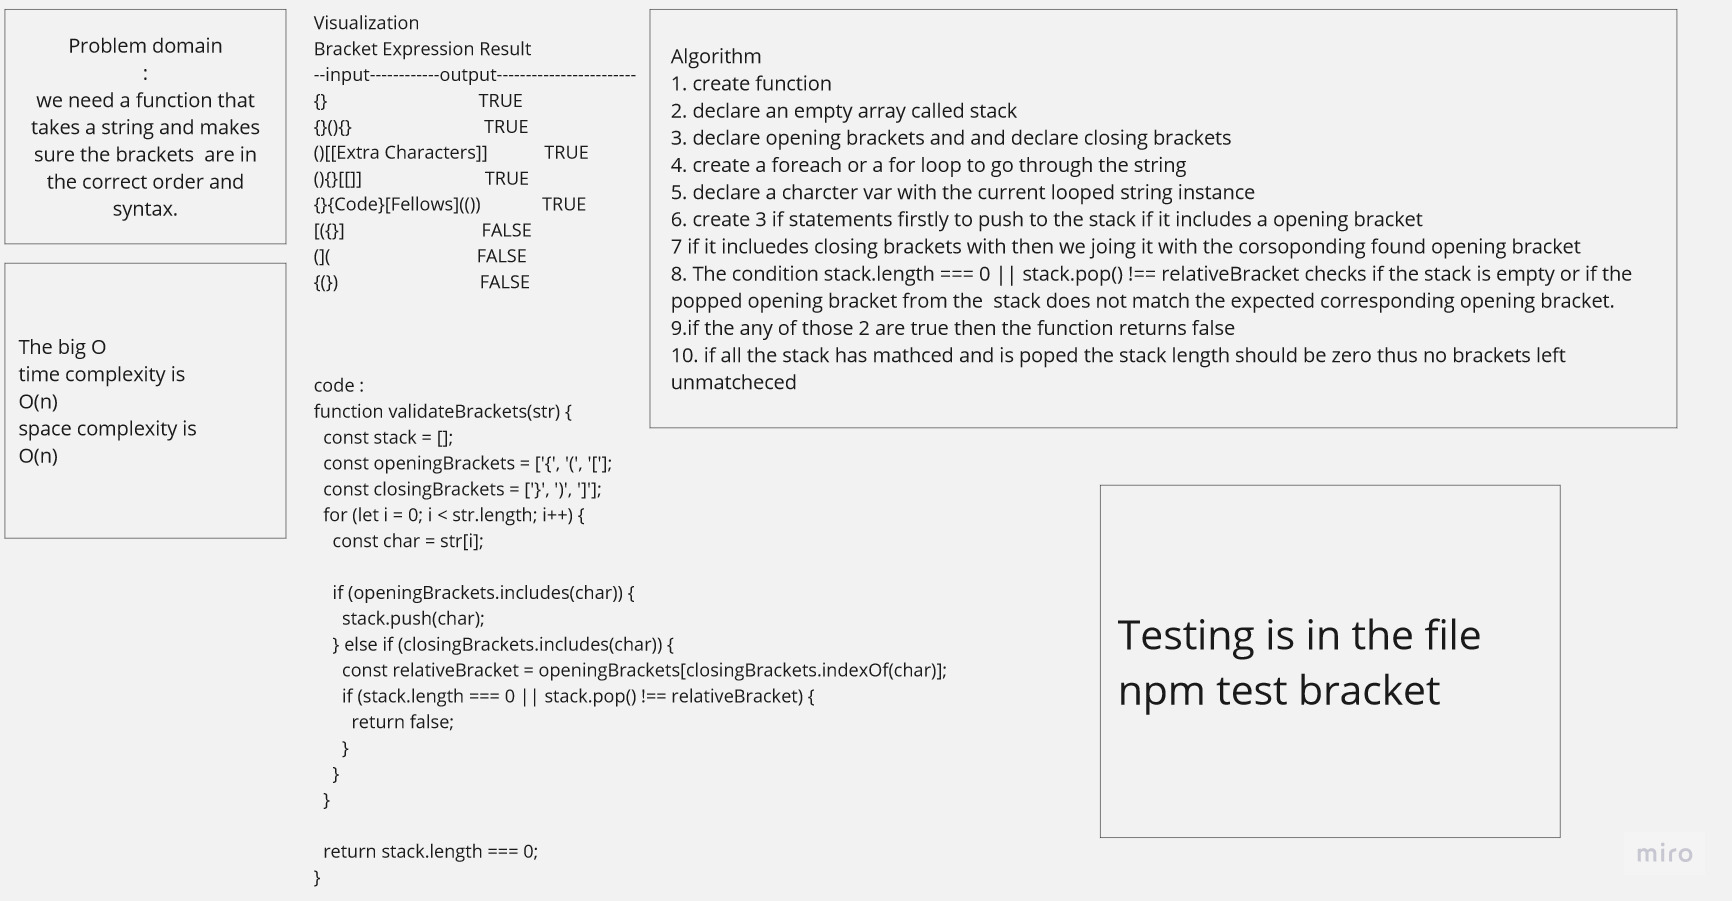 Problem domain
:
we need a function that
takes a string and makes
sure the brackets  are in
the correct order and
syntax.
The big O
time complexity is
O(n)
space complexity is
O(n)
Visualization
Bracket Expression Result
--input------------output------------------------
{} TRUE
{}(){} TRUE
()[[Extra Characters]] TRUE
(){}[[]] TRUE
{}{Code}[Fellows](()) TRUE
[({}] FALSE
(]( FALSE
{(}) FALSE
code :
function validateBrackets(str) {
  const stack = [];
  const openingBrackets = ['{', '(', '['];
  const closingBrackets = ['}', ')', ']'];
  for (let i = 0; i < str.length; i++) {
    const char = str[i];
    if (openingBrackets.includes(char)) {
      stack.push(char);
    } else if (closingBrackets.includes(char)) {
      const relativeBracket = openingBrackets[closingBrackets.indexOf(char)];
      if (stack.length === 0 || stack.pop() !== relativeBracket) {
        return false;
      }
    }
  }
  return stack.length === 0;
}
Algorithm
1. create function
2. declare an empty array called stack
3. declare opening brackets and and declare closing brackets
4. create a foreach or a for loop to go through the string
5. declare a charcter var with the current looped string instance
6. create 3 if statements firstly to push to the stack if it includes a opening bracket
7 if it incluedes closing brackets with then we joing it with the corsoponding found opening bracket
8. The condition stack.length === 0 || stack.pop() !== relativeBracket checks if the stack is empty or if the
popped opening bracket from the  stack does not match the expected corresponding opening bracket.
9.if the any of those 2 are true then the function returns false
10. if all the stack has mathced and is poped the stack length should be zero thus no brackets left
unmatcheced
Testing is in the file
npm test bracket
miro